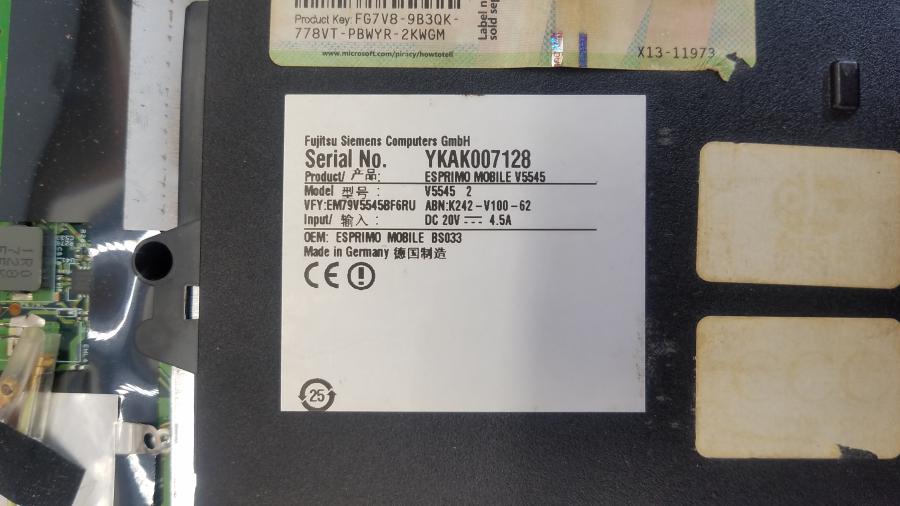 Product Key: FG7V8-9B3QK-
778VT-PBWYR-2KWGM
www.microsoft.com/piracy/howtotell
Label n
sold sep
X13-11973
Fujitsu Siemens Computers GmbH
Serial No. YKAK007128
Product/ 产品: ESPRIMO MOBILE V5545
Model 型号: V5545 2
VFY:EM79V5545BF6RU ABN:K242-V100-62
Input/ 输入: DC 20V 4.5A
OEM: ESPRIMO MOBILE BS033
Made in Germany 德国制造
CE
25